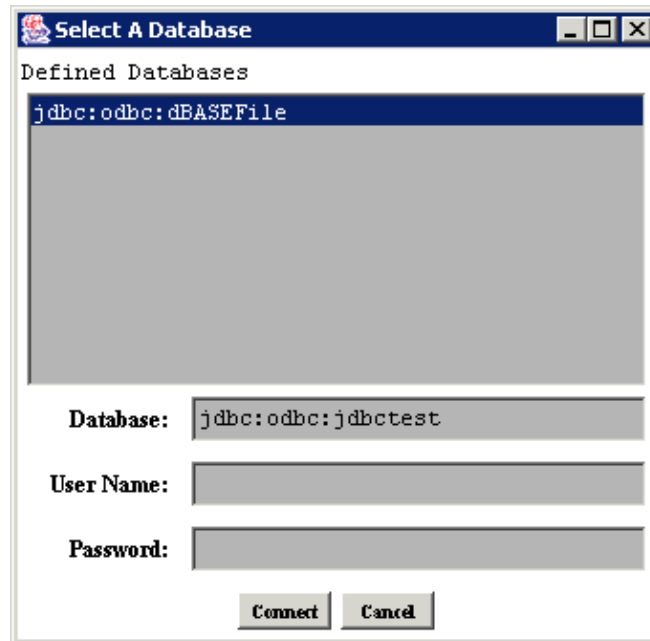 Select A Database
Defined Databases
jdbc:odbc:dBASEFile
Database: jdbc:odbc:jdbctest
User Name:
Password:
Connect Cancel